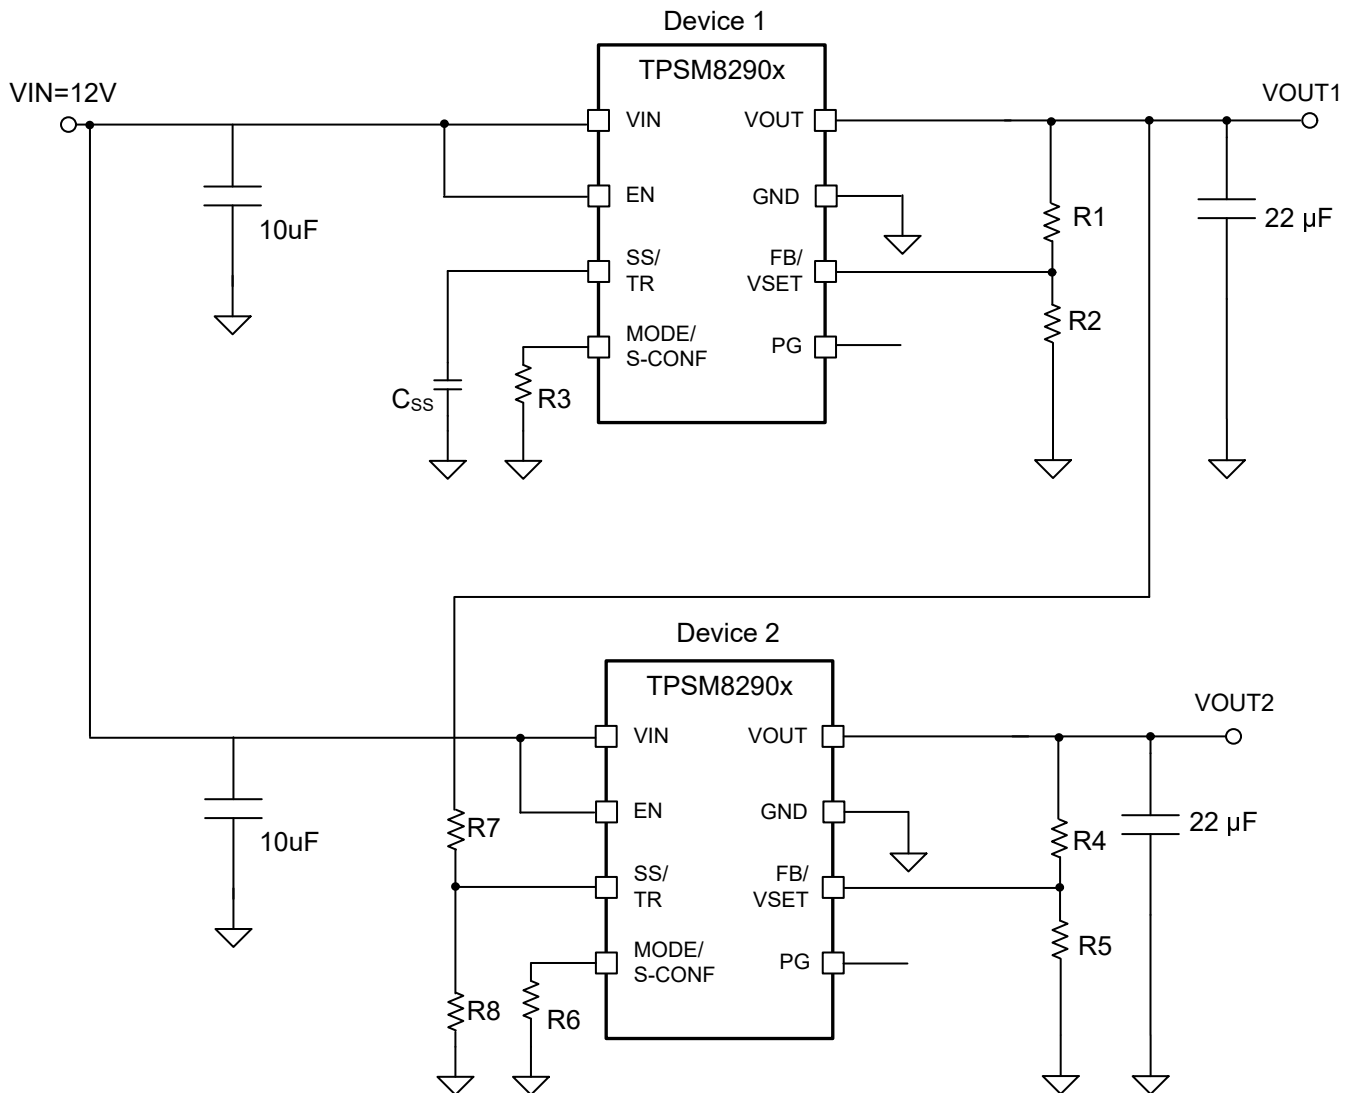 Device 1
TPSM8290x
VIN=12V
VOUT1
VIN
VOUT
EN
GND
10uF
R1
22 µF
SS/
TR
FB/
VSET
R2
MODE/
S-CONF
PG
CSS
R3
Device 2
TPSM8290x
VOUT2
VIN
VOUT
EN
GND
10uF
R7
R4
22 µF
SS/
TR
FB/
VSET
R5
MODE/
S-CONF
PG
R8
R6